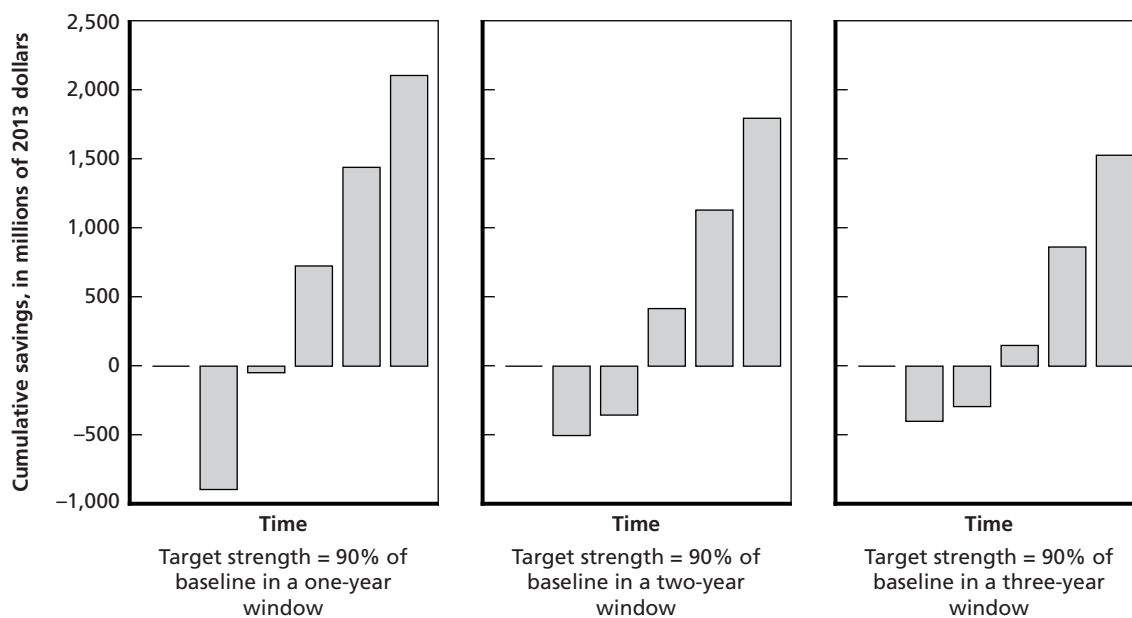 Cumulative savings, in millions of 2013 dollars
2,500
2,000
1,500
1,000
500
0
–500
–1,000
Time
Target strength = 90% of
baseline in a one-year
window
Time
Target strength = 90% of
baseline in a two-year
window
Time
Target strength = 90% of
baseline in a three-year
window